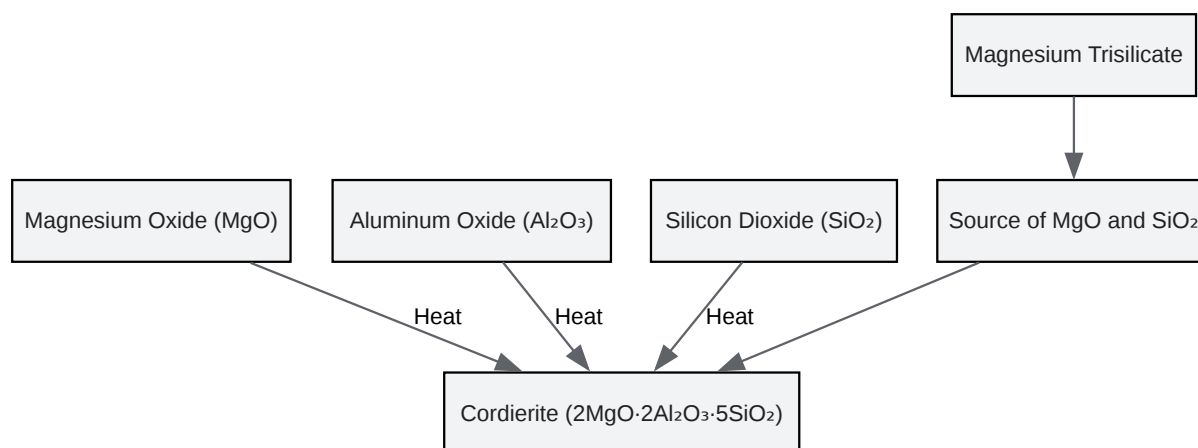 Magnesium Trisilicate
Magnesium Oxide (MgO)
Aluminum Oxide (Al₂O₃)
Silicon Dioxide (SiO₂)
Source of MgO and SiO₂
Heat
Heat
Heat
Cordierite (2MgO·2Al₂O₃·5SiO₂)